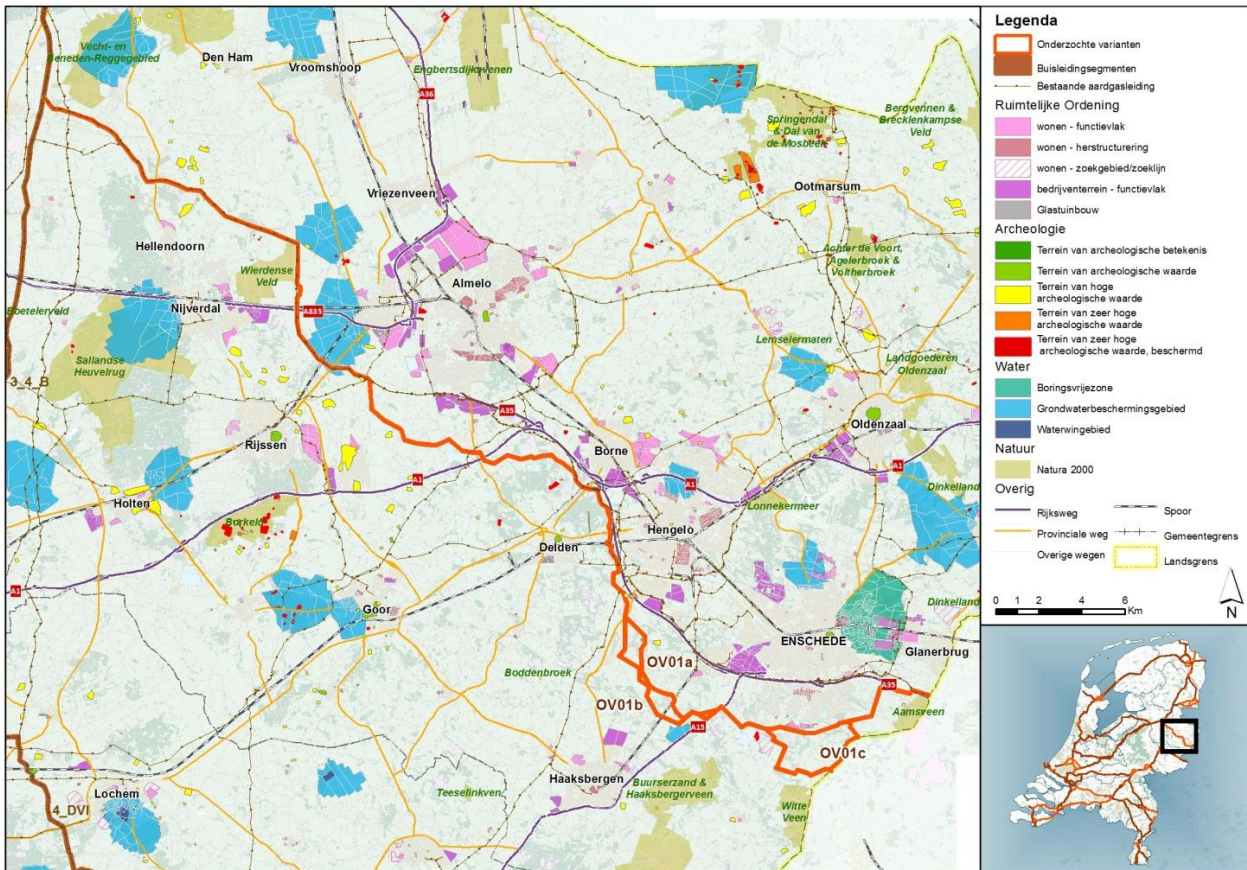 Vecht- en
Beneden-Reggegebied
Den Ham
Vroomshoop
Engbertsdijksvenen
A36
Springendal
& Dal van
de Mosbeek
Bergvennen &
Brecklenkampse
Veld
Ootmarsum
Vriezenveen
Hellendoorn
Wierdense
Veld
Achter de Voort,
Agelerbroek &
Voltherbroek
Almelo
Boetelerveld
Nijverdal
A835
Sallandse
Heuvelrug
3_4_B
Lemselermaten
Landgoederen
Oldenzaal
A35
Oldenzaal
Rijssen
Borne
A1
A1
A1
Holten
Borkeld
Lonnekermeer
Dinkelland
Hengelo
Delden
A1
Goor
Dinkelland
ENSCHEDE
Glanerbrug
Boddenbroek
OV01a
OV01b
A35
Aamsveen
A15
OV01c
Haaksbergen
Buurserzand &
Haaksbergerveen
Teeselinkven
Witte
Veen
Lochem
4_DVI
Legenda
Onderzochte varianten
Buisleidingsegmenten
Bestaande aardgasleiding
Ruimtelijke Ordening
wonen - functievlak
wonen - herstructurering
wonen - zoekgebied/zoeklijn
bedrijventerrein - functievlak
Glastuinbouw
Archeologie
Terrein van archeologische betekenis
Terrein van archeologische waarde
Terrein van hoge
archeologische waarde
Terrein van zeer hoge
archeologische waarde
Terrein van zeer hoge
archeologische waarde, beschermd
Water
Boringsvrijezone
Grondwaterbeschermingsgebied
Waterwingebied
Natuur
Natura 2000
Overig
Rijksweg
Spoor
Provinciale weg
Gemeentegrens
Overige wegen
Landsgrens
0 1 2 4 6
Km
N